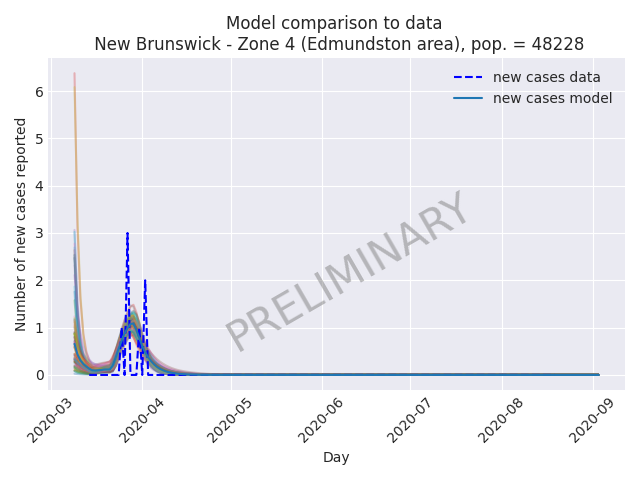 Model comparison to data
New Brunswick - Zone 4 (Edmundston area), pop. = 48228
new cases data
new cases model
Number of new cases reported
6
5
4
3
2
1
0
PRELIMINARY
2020-03
2020-04
2020-05
2020-06
2020-07
2020-08
2020-09
Day